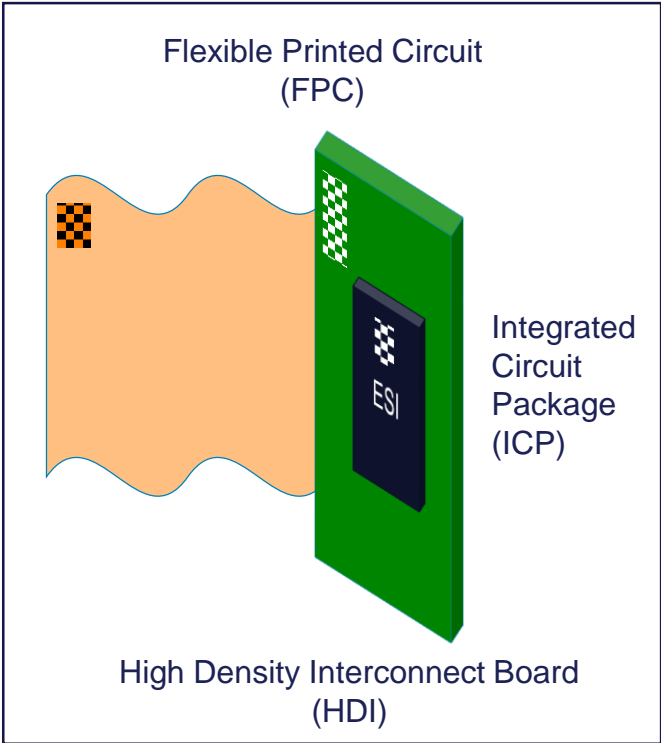 Flexible Printed Circuit
(FPC)
ESI
Integrated
Circuit
Package
(ICP)
High Density Interconnect Board
(HDI)